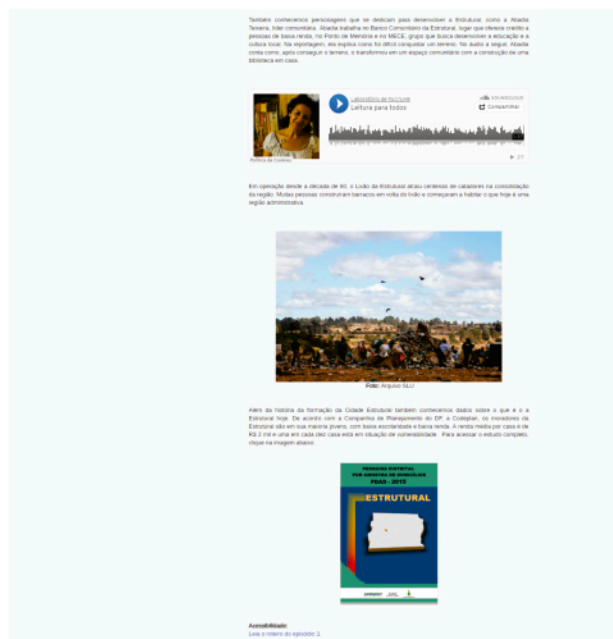 Também conhecemos personagens que se dedicam para desenvolver a Estrutural, como a Abadia
Teixeira, líder comunitária. Abadia trabalha no Banco Comunitário da Estrutural, lugar que oferece crédito a
pessoas de baixa renda, no Ponto de Memória e no MECE, grupo que busca desenvolver a educação e a
cultura local. Na reportagem, ela explica como foi difícil conquistar um terreno. No áudio a seguir, Abadia
conta como, após conseguir o terreno, o transformou em um espaço comunitário com a construção de uma
biblioteca em casa.
Laboratório de
Leitura para todos
SOUNDCLOUD
Compartilhar
Política de Cookies
27
Em operação desde a década de 60, o Lixão da Estrutural atraiu centenas de catadores na consolidação
da região. Muitas pessoas construíram barracos em volta do lixão e começaram a habitar o que hoje é uma
região administrativa.
Foto: Arquivo SLU
Além da história da formação da Cidade Estrutural também conhecemos dados sobre o que é o a
Estrutural hoje. De acordo com a Companhia de Planejamento do DF, a Codeplan, os moradores da
Estrutural são em sua maioria jovens, com baixa escolaridade e baixa renda. A renda média por casa é de
R$ 2 mil e uma em cada dez casa está em situação de vulnerabilidade. Para acessar o estudo completo,
clique na imagem abaixo:
PESQUISA DISTRITAL
POR AMOSTRA DE DOMICÍLIOS
PDAD - 2015
ESTRUTURAL
Acessibilidade:
Leia o roteiro do episódio 1.